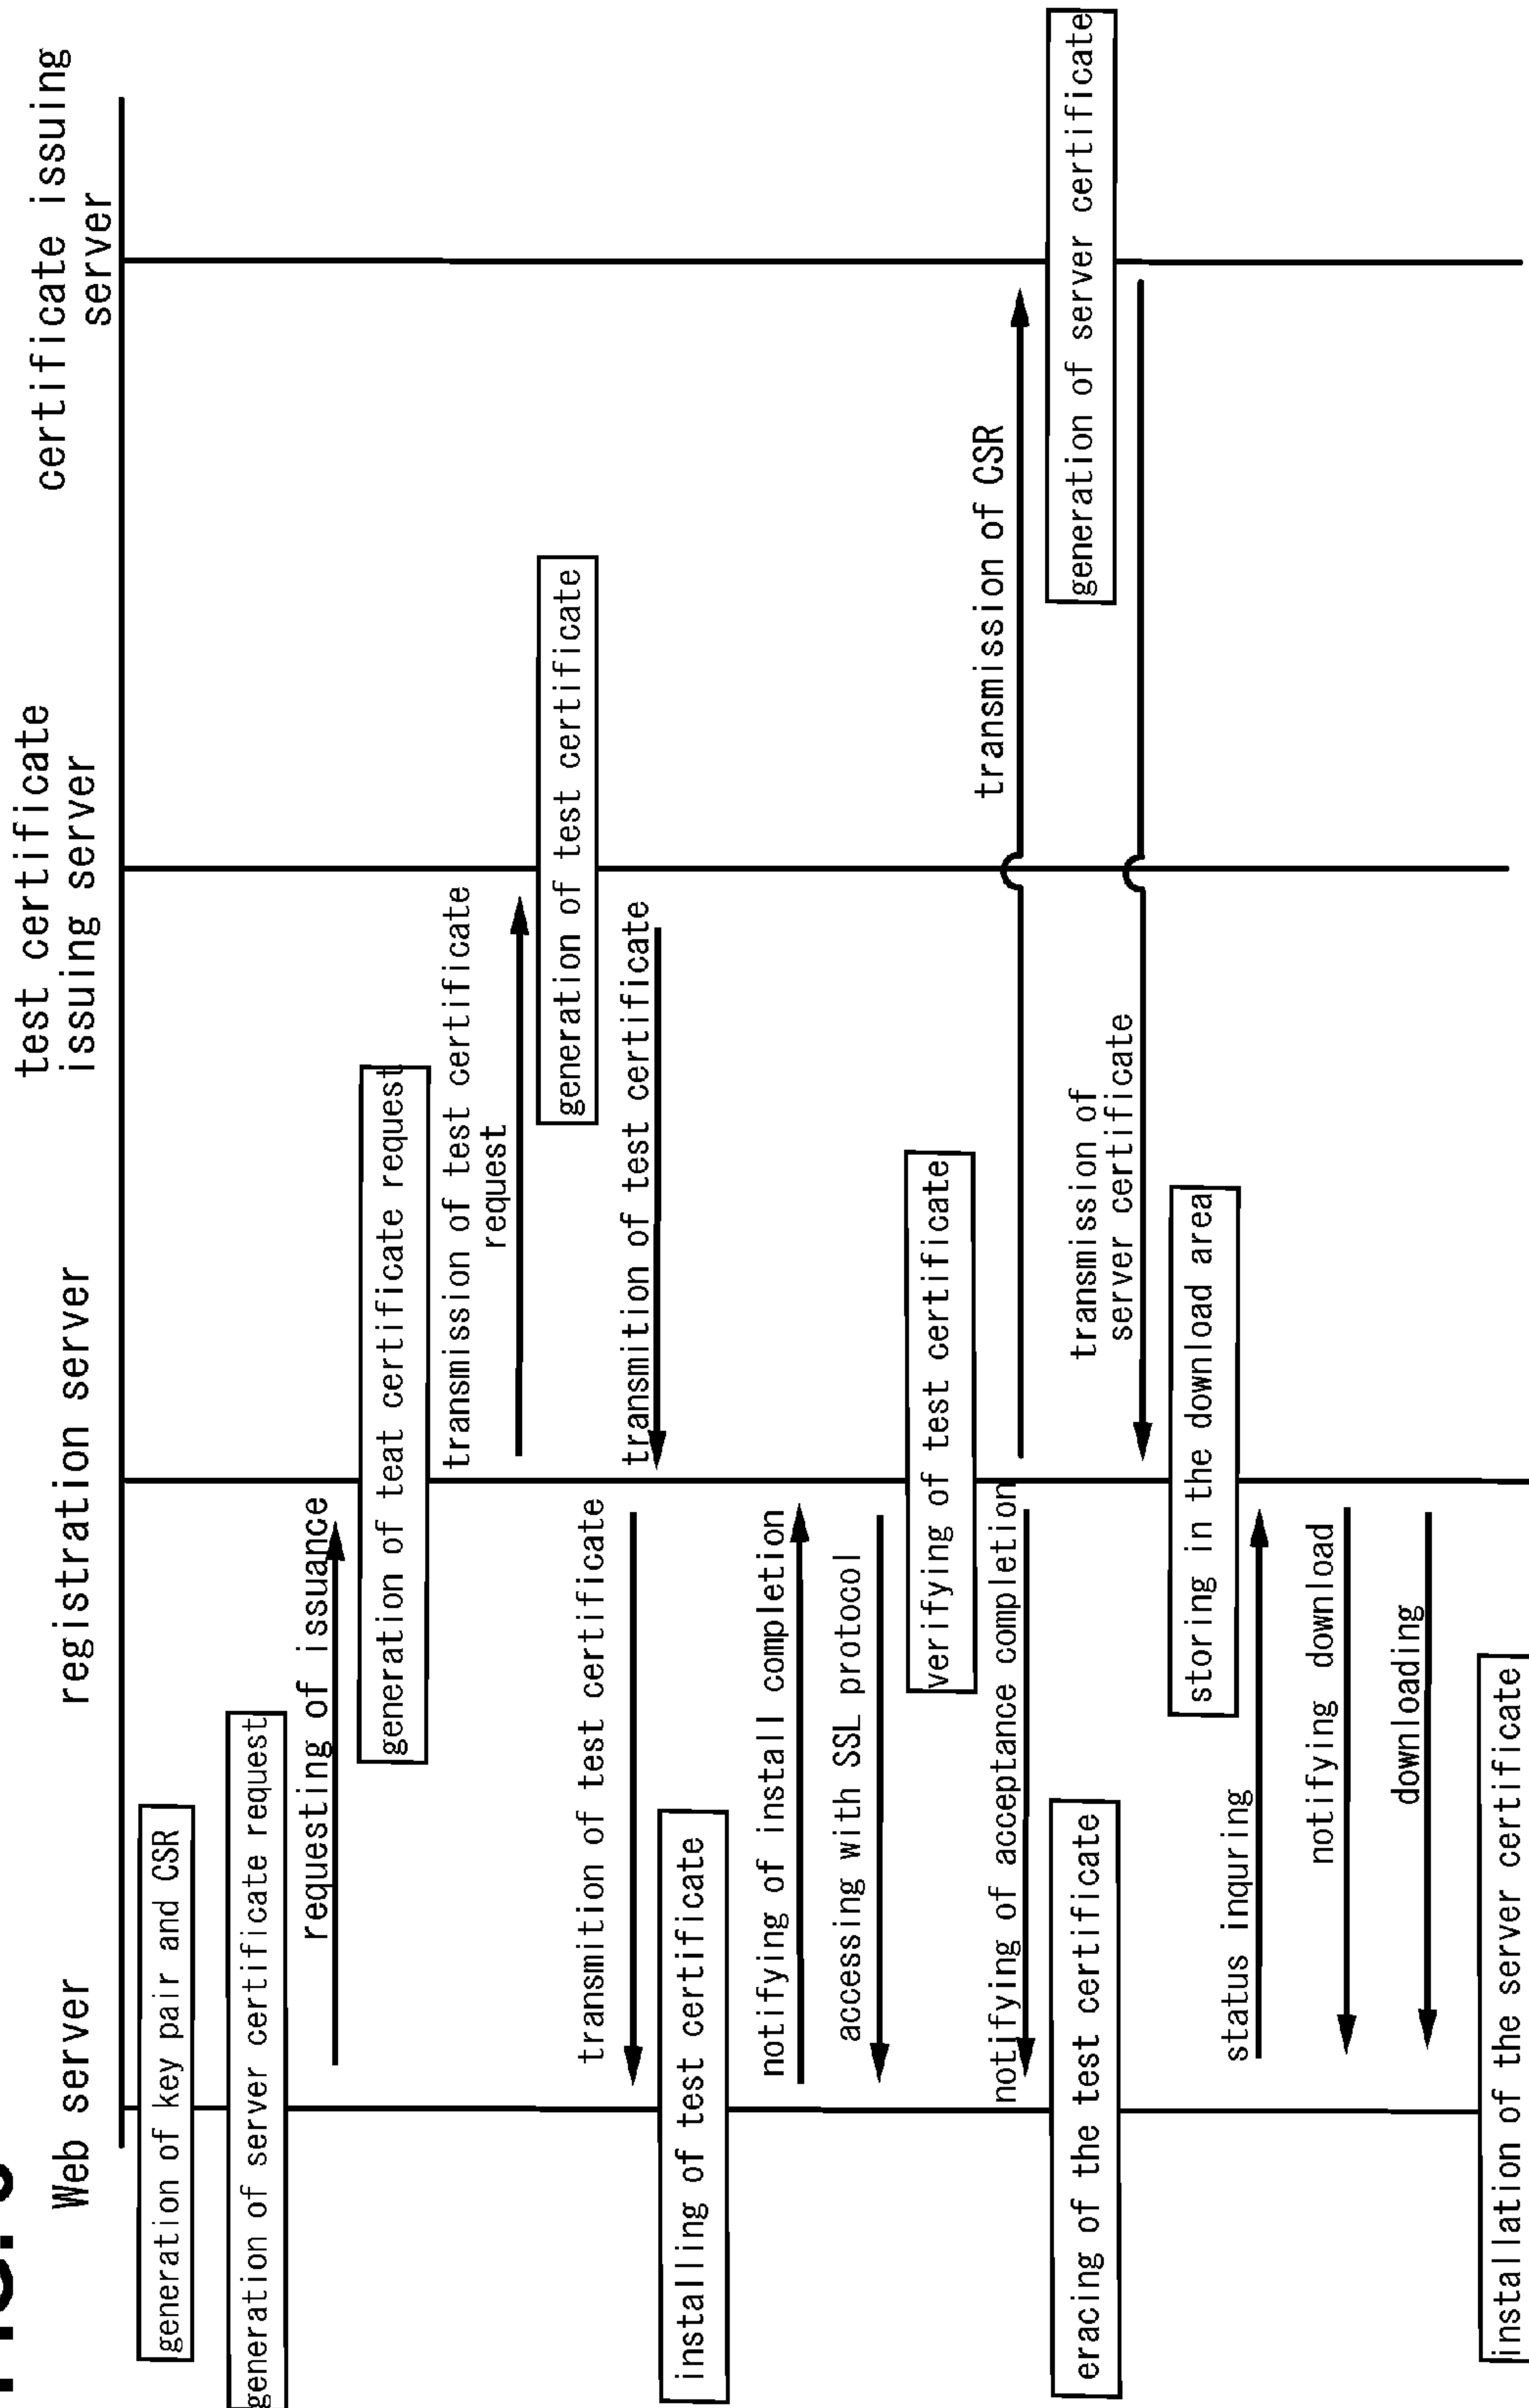 Web server
registration server
test certificate
issuing server
certificate issuing
server
generation of key pair and CSR
generation of server certificate request
requesting of issuance
generation of teat certificate request
transmission of test certificate
request
generation of test certificate
transmition of test certificate
transmition of test certificate
installing of test certificate
notifying of install completion
accessing with SSL protocol
verifying of test certificate
notifying of acceptance completion
transmission of CSR
eracing of the test certificate
generation of server certificate
transmission of
server certificate
storing in the download area
status inquring
notifying download
downloading
installation of the server certificate